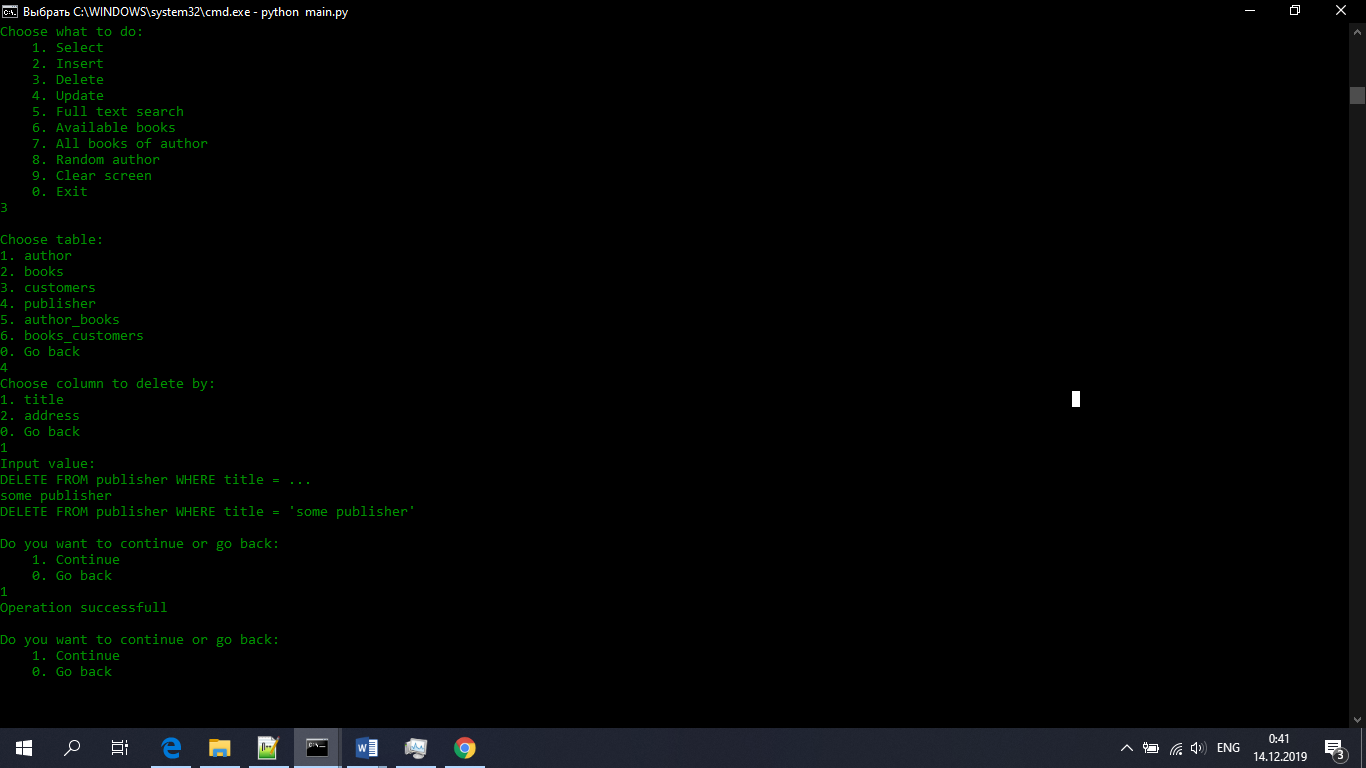 Выбрать C:\WINDOWS\system32\cmd.exe - python  main.py
Choose what to do:
    1. Select
    2. Insert
    3. Delete
    4. Update
    5. Full text search
    6. Available books
    7. All books of author
    8. Random author
    9. Clear screen
    0. Exit
3

Choose table:
1. author
2. books
3. customers
4. publisher
5. author_books
6. books_customers
0. Go back
4
Choose column to delete by:
1. title
2. address
0. Go back
1
Input value:
DELETE FROM publisher WHERE title = ...
some publisher
DELETE FROM publisher WHERE title = 'some publisher'

Do you want to continue or go back:
    1. Continue
    0. Go back
1
Operation successfull

Do you want to continue or go back:
    1. Continue
    0. Go back
ENG
0:41
14.12.2019
3